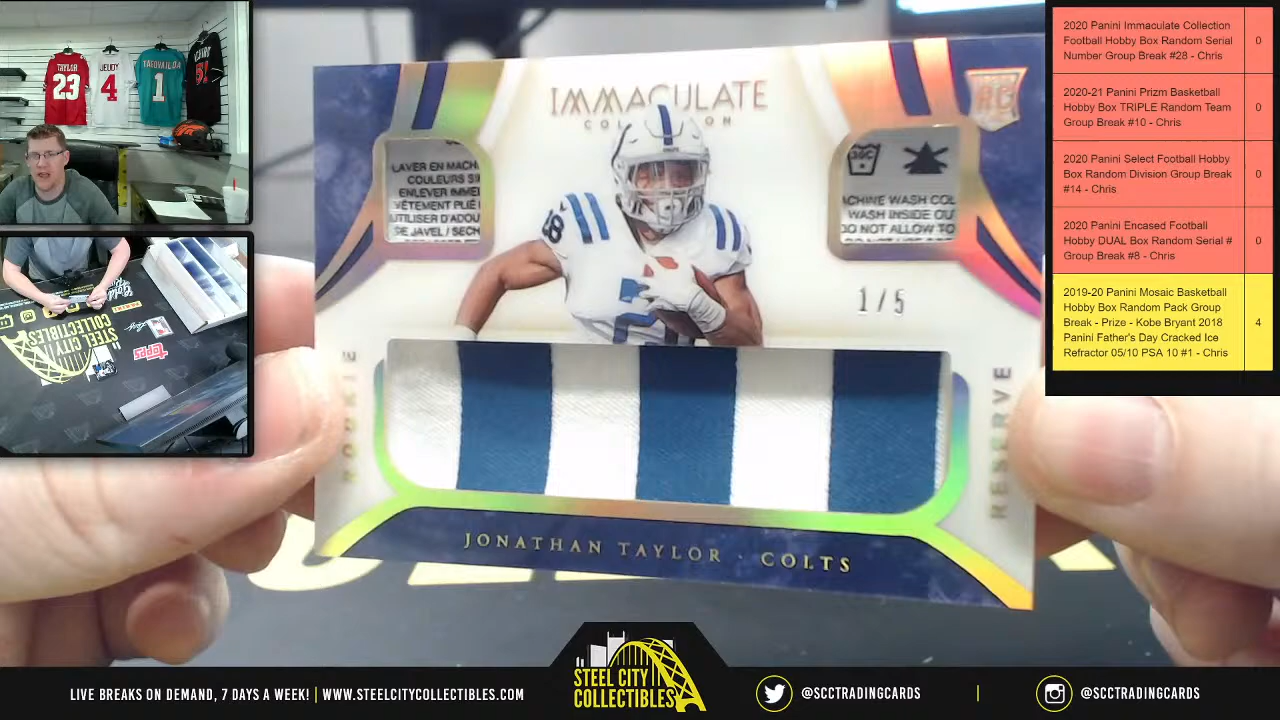 TAYLOR
23
JEUDY
4
TAGOVAILOA
1
2020 Panini Immaculate Collection
Football Hobby Box Random Serial
Number Group Break #28 - Chris
0
2020-21 Panini Prizm Basketball
Hobby Box TRIPLE Random Team
Group Break #10 - Chris
0
2020 Panini Select Football Hobby
Box Random Division Group Break
#14 - Chris
0
2020 Panini Encased Football
Hobby DUAL Box Random Serial #
Group Break #8 - Chris
0
2019-20 Panini Mosaic Basketball
Hobby Box Random Pack Group
Break - Prize - Kobe Bryant 2018
Panini Father's Day Cracked Ice
Refractor 05/10 PSA 10 #1 - Chris
4
IMMACULATE
COLLECTION
RC
LAVER EN MACH
COULEURS SI
ENLEVER IMME
VÊTEMENT PLIÉ
UTILISER D'ADOU
DE JAVEL / SECH
30C
ACHINE WASH COL
WASH INSIDE OU
DO NOT ALLOW TO
1/5
ROOKIE
RESERVE
JONATHAN TAYLOR · COLTS
STEEL CITY
COLLECTIBLES
topps
LIVE BREAKS ON DEMAND, 7 DAYS A WEEK! | WWW.STEELCITYCOLLECTIBLES.COM
STEEL CITY
COLLECTIBLES
@SCCTRADINGCARDS
@SCCTRADINGCARDS